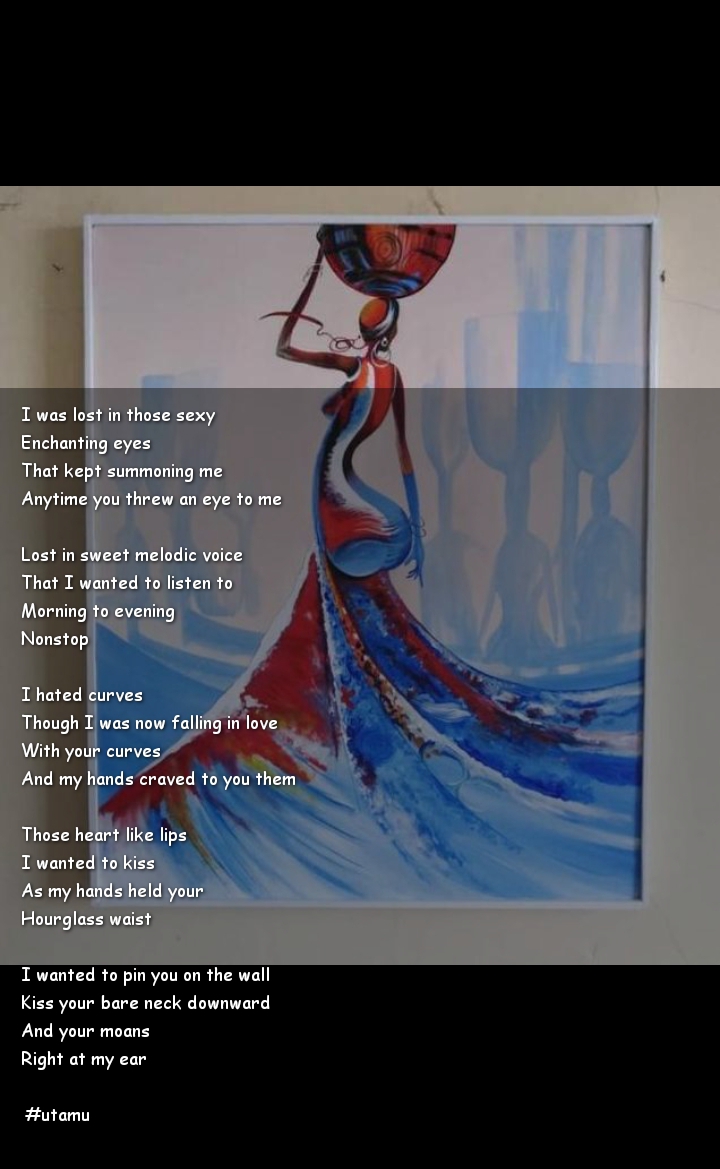 I was lost in those sexy
Enchanting eyes
That kept summoning me
Anytime you threw an eye to me
Lost in sweet melodic voice
That I wanted to listen to
Morning to evening
Nonstop
I hated curves
Though I was now falling in love
With your curves
And my hands craved to you them
Those heart like lips
I wanted to kiss
As my hands held your
Hourglass waist
I wanted to pin you on the wall
Kiss your bare neck downward
And your moans
Right at my ear
#utamu